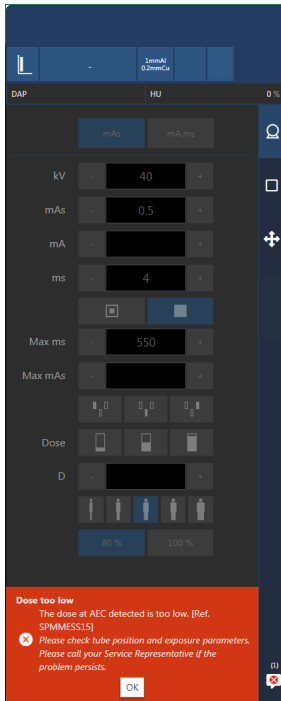 -
1mmAl
0.2mmCu
DAP HU 0 %
mAs mA,ms
kV - 40 +
mAs - 0.5 +
mA - +
ms - 4 +
Max ms - 550 +
Max mAs - +
Dose
D - +
80 % 100 %
Dose too low
The dose at AEC detected is too low. [Ref.
SPMMESS15]
Please check tube position and exposure parameters.
Please call your Service Representative if the
problem persists.
(1)
OK